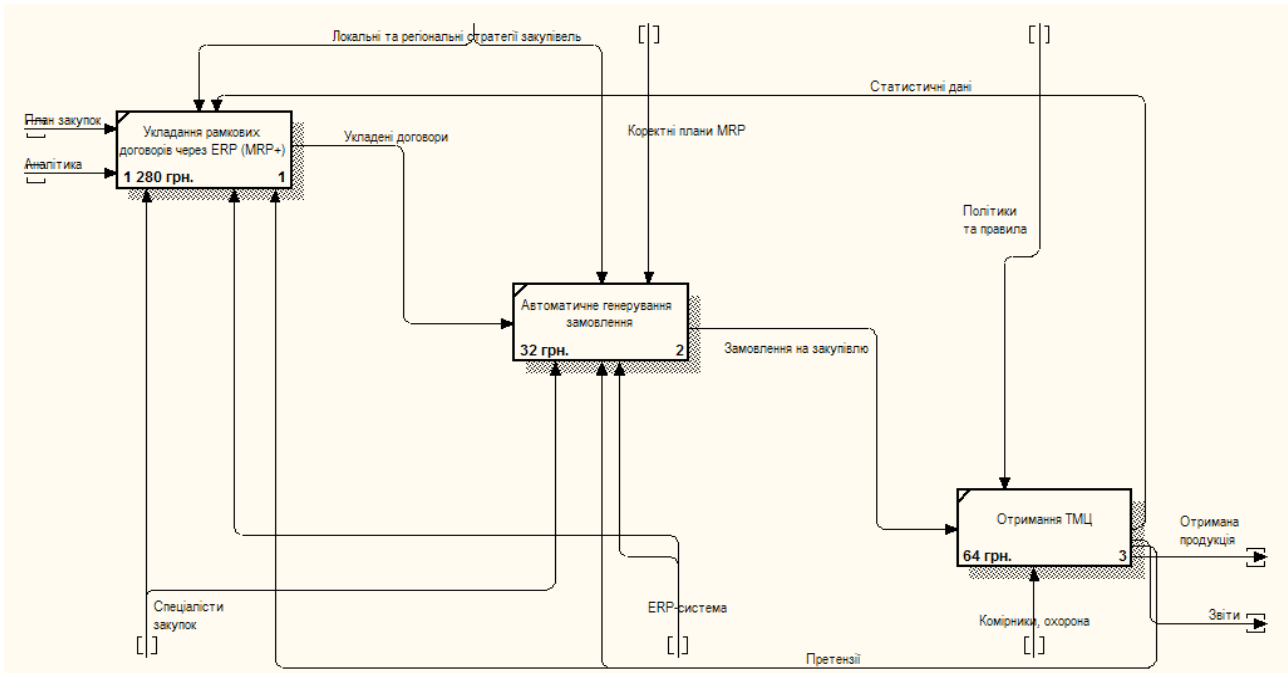 Локальні та регіональні стратегії закупівель
Статистичні дані
План закупок
Аналітика
Укладання рамкових
договорів через ERP (MRP+)
1 280 грн. 1
Укладені договори
Коректні плани MRP
Політики
та правила
Автоматичне генерування
замовлення
32 грн. 2
Замовлення на закупівлю
Отримання ТМЦ
64 грн. 3
Отримана
продукція
Звіти
Спеціалісти
закупок
ERP-система
Комірники, охорона
Претензії